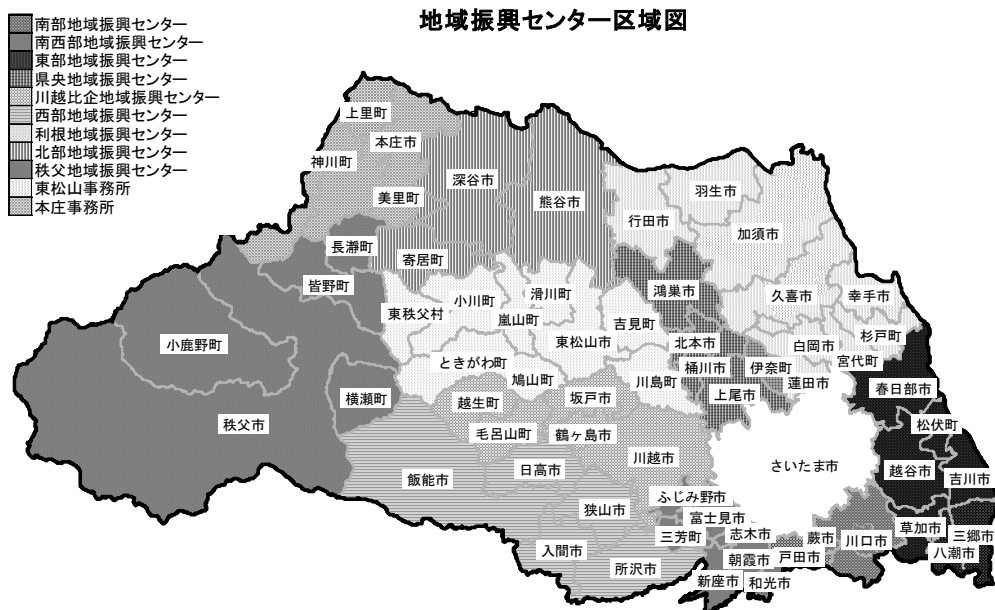 地域振興センター区域図
南部地域振興センター
南西部地域振興センター
東部地域振興センター
県央地域振興センター
川越比企地域振興センター
西部地域振興センター
利根地域振興センター
北部地域振興センター
秩父地域振興センター
東松山事務所
本庄事務所
上里町
本庄市
神川町
美里町
深谷市
熊谷市
行田市
羽生市
加須市
長瀞町
寄居町
皆野町
小川町
滑川町
鴻巣市
久喜市
幸手市
東秩父村
嵐山町
吉見町
小鹿野町
東松山市
北本市
白岡市
杉戸町
ときがわ町
桶川市
伊奈町
宮代町
鳩山町
川島町
蓮田市
横瀬町
越生町
坂戸市
上尾市
春日部市
秩父市
毛呂山町
鶴ヶ島市
松伏町
飯能市
日高市
川越市
さいたま市
越谷市
吉川市
ふじみ野市
狭山市
富士見市
三芳町
志木市
蕨市
川口市
草加市
三郷市
入間市
所沢市
朝霞市
戸田市
八潮市
新座市
和光市